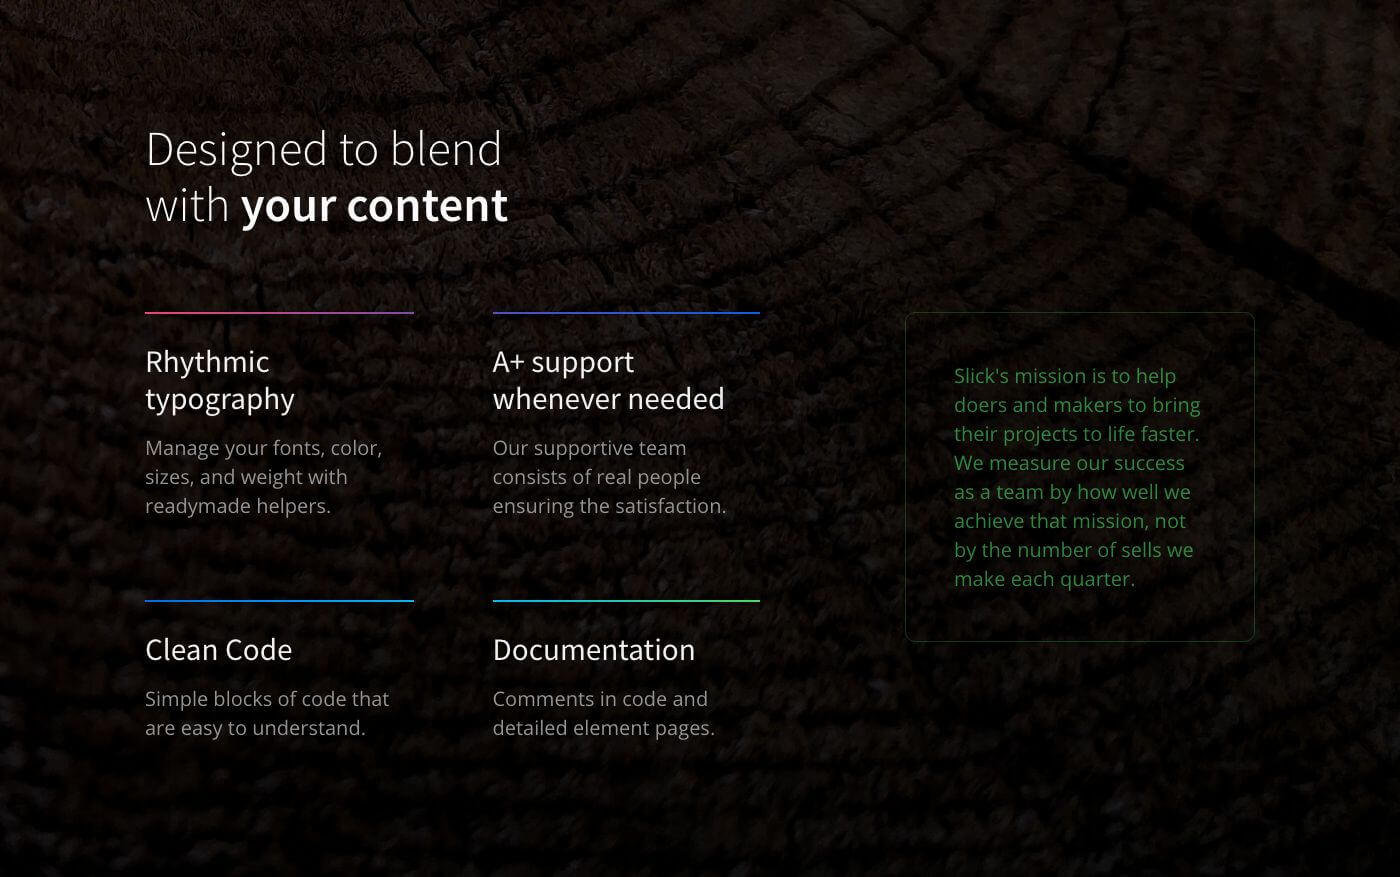 Designed to blend
with your content
Rhythmic
typography
Manage your fonts, color,
sizes, and weight with
readymade helpers.
A+ support
whenever needed
Our supportive team
consists of real people
ensuring the satisfaction.
Clean Code
Simple blocks of code that
are easy to understand.
Documentation
Comments in code and
detailed element pages.
Slick's mission is to help
doers and makers to bring
their projects to life faster.
We measure our success
as a team by how well we
achieve that mission, not
by the number of sells we
make each quarter.